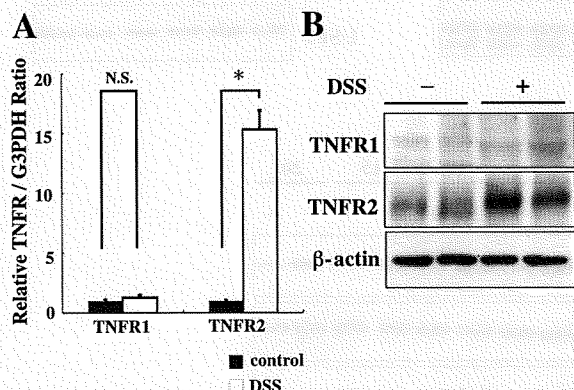 A
Relative TNFR / G3PDH Ratio
20
15
10
5
0
N.S.
*
TNFR1 TNFR2
■ control
□ DSS
B
DSS − +
TNFR1
TNFR2
β-actin